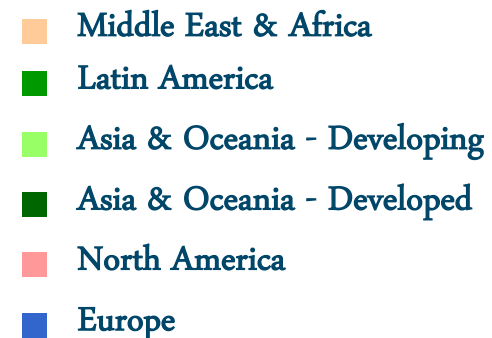 Middle East & Africa
Latin America
Asia & Oceania - Developing
Asia & Oceania - Developed
North America
Europe